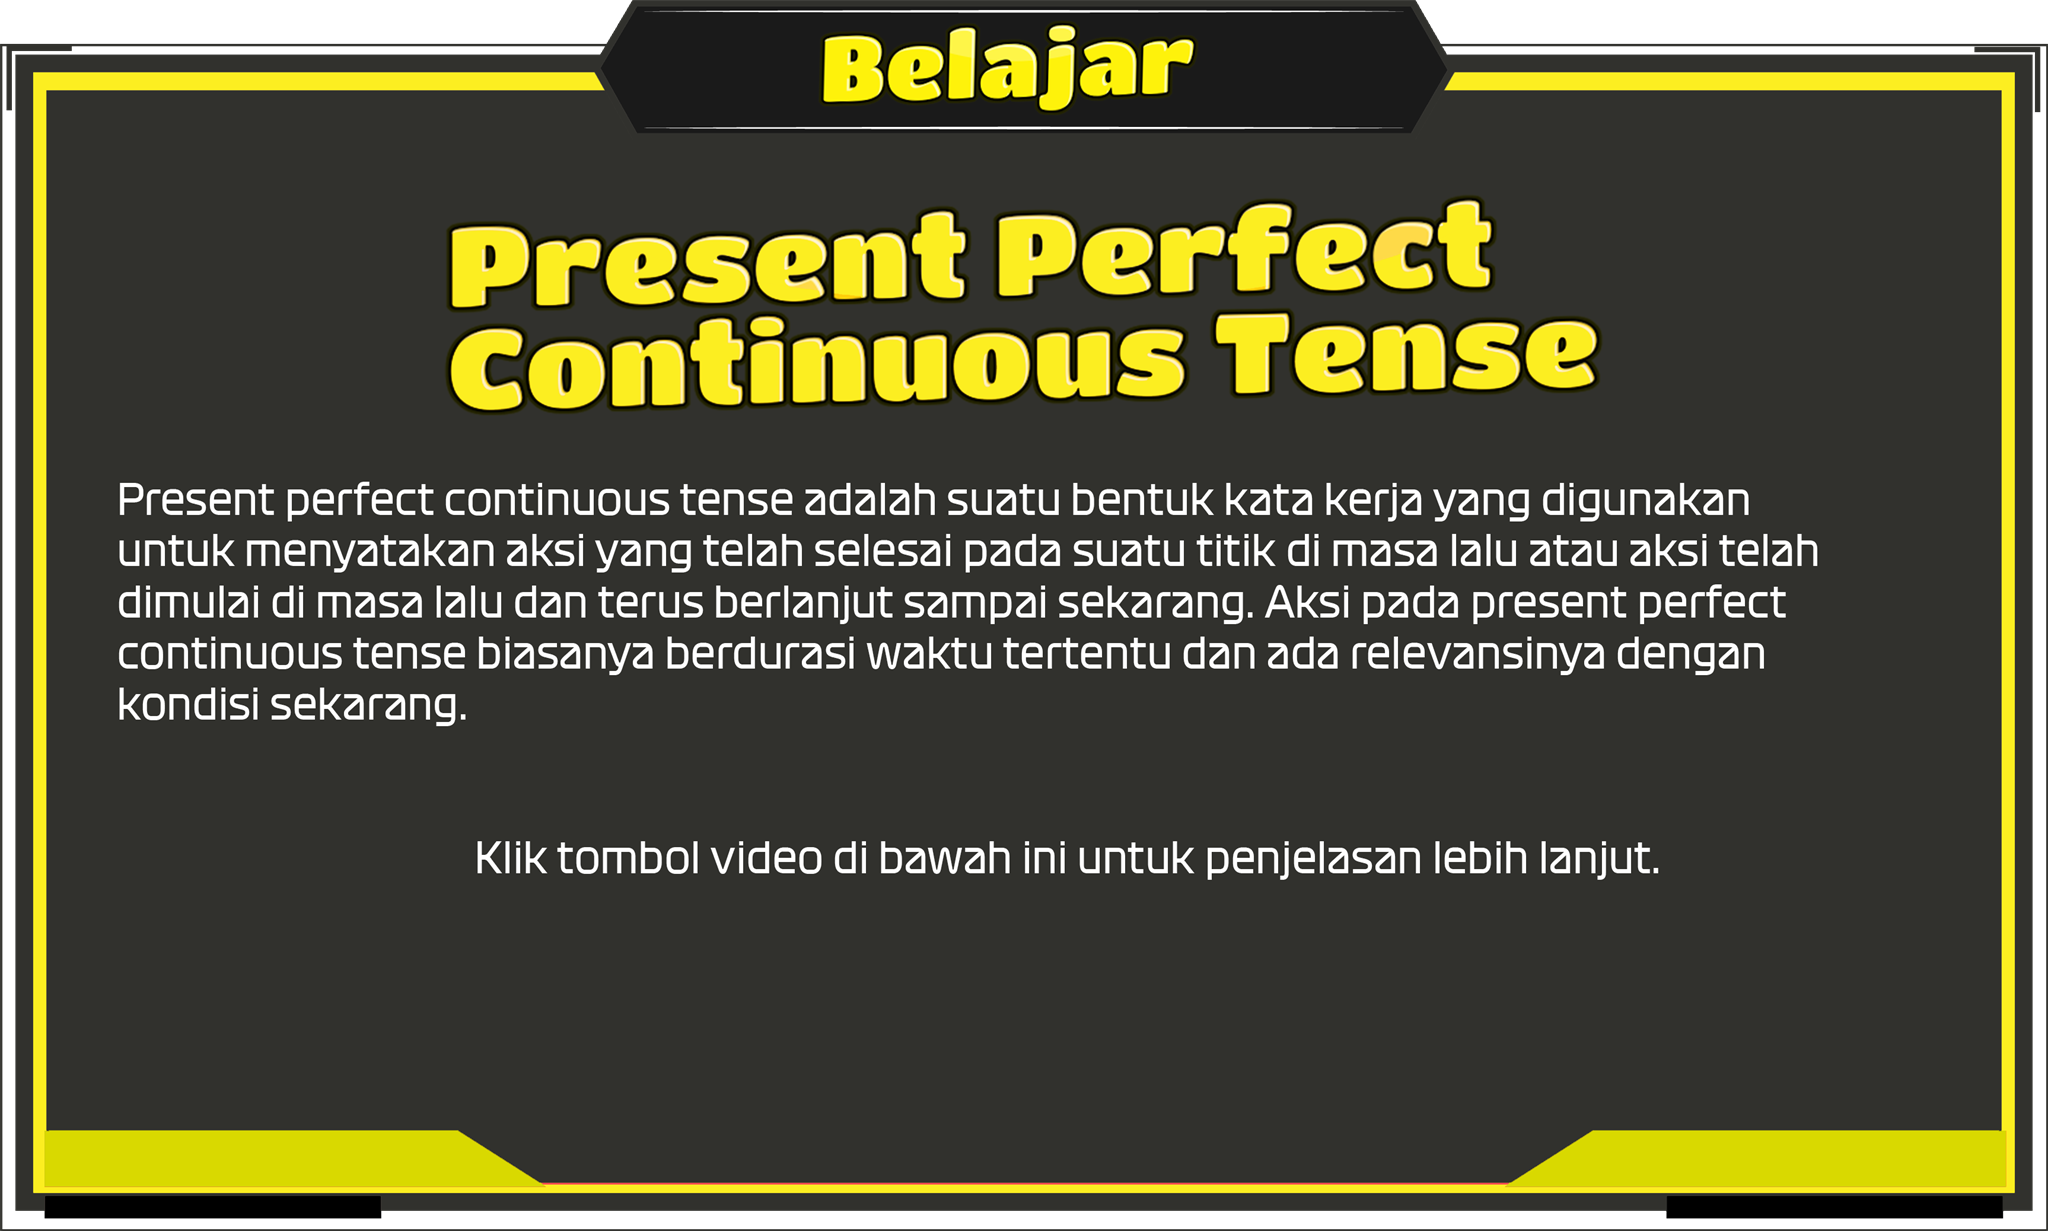 Belajar
Present Perfect
Continuous Tense
Present perfect continuous tense adalah suatu bentuk kata kerja yang digunakan
untuk menyatakan aksi yang telah selesai pada suatu titik di masa lalu atau aksi telah
dimulai di masa lalu dan terus berlanjut sampai sekarang. Aksi pada present perfect
continuous tense biasanya berdurasi waktu tertentu dan ada relevansinya dengan
kondisi sekarang.
Klik tombol video di bawah ini untuk penjelasan lebih lanjut.